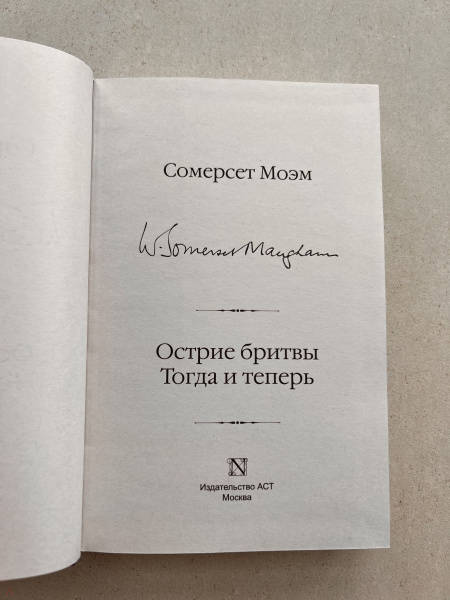 Сомерсет Моэм
W. Somerset Maugham
Острие бритвы
Тогда и теперь
N
Издательство АСТ
Москва